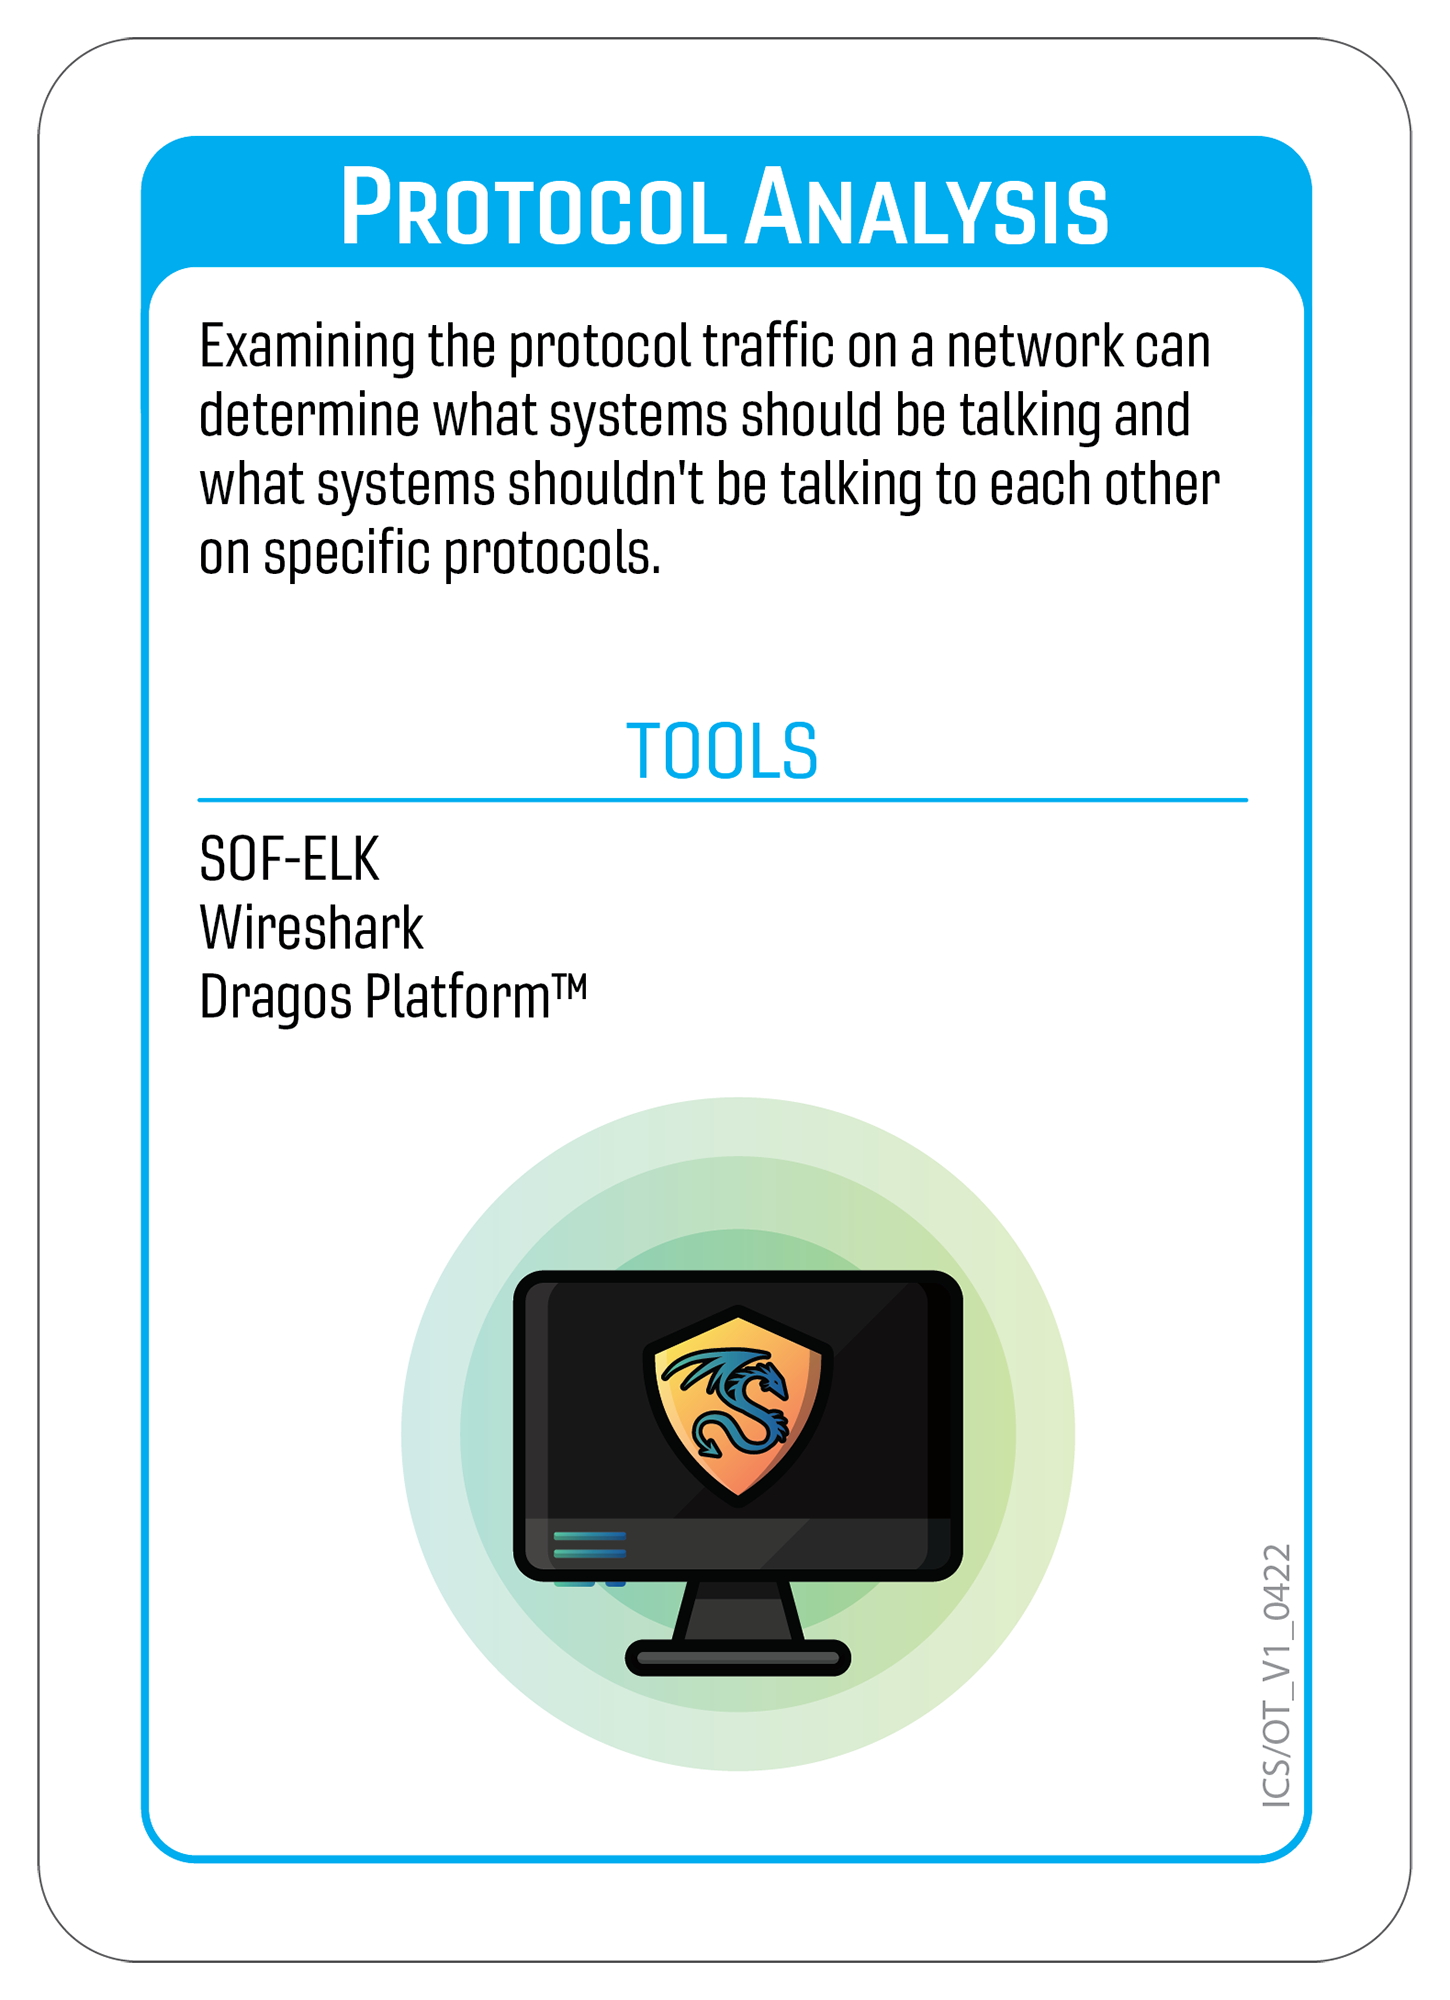 Protocol Analysis
Examining the protocol traffic on a network can
determine what systems should be talking and
what systems shouldn't be talking to each other
on specific protocols.
TOOLS
SOF-ELK
Wireshark
Dragos Platform™
ICS/OT_V1_0422